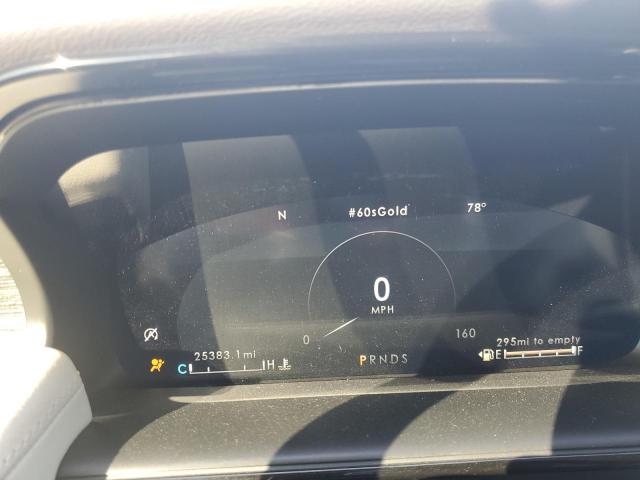 N #60sGold 78°
0
MPH
0 160
25383.1mi 295mi to empty
C H PRNDS E F